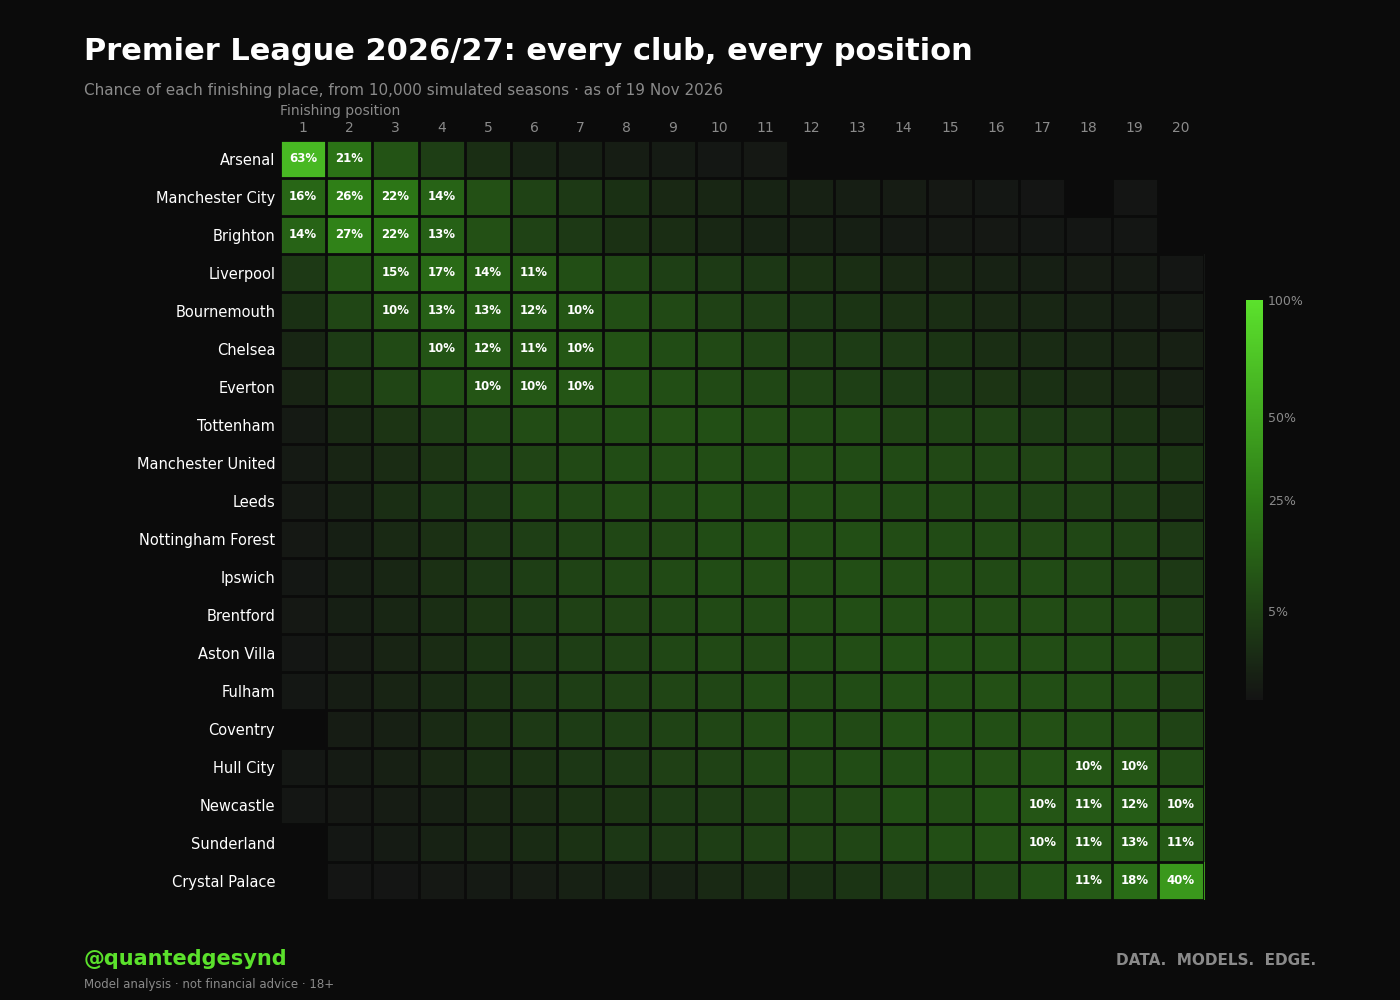 Premier League 2026/27: every club, every position
Chance of each finishing place, from 10,000 simulated seasons · as of 19 Nov 2026
Finishing position
1 2 3 4 5 6 7 8 9 10 11 12 13 14 15 16 17 18 19 20
Arsenal 63% 21%
Manchester City 16% 26% 22% 14%
Brighton 14% 27% 22% 13%
Liverpool 15% 17% 14% 11%
Bournemouth 10% 13% 13% 12% 10%
Chelsea 10% 12% 11% 10%
Everton 10% 10% 10%
Tottenham
Manchester United
Leeds
Nottingham Forest
Ipswich
Brentford
Aston Villa
Fulham
Coventry
Hull City 10% 10%
Newcastle 10% 11% 12% 10%
Sunderland 10% 11% 13% 11%
Crystal Palace 11% 18% 40%
100%
50%
25%
5%
@quantedgesynd
DATA. MODELS. EDGE.
Model analysis · not financial advice · 18+